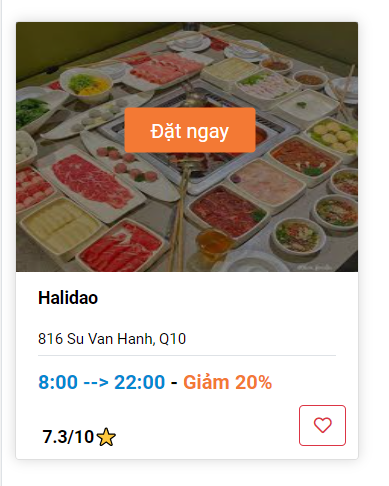 Đặt ngay
Halidao
816 Su Van Hanh, Q10
8:00 --> 22:00 - Giảm 20%
7.3/10